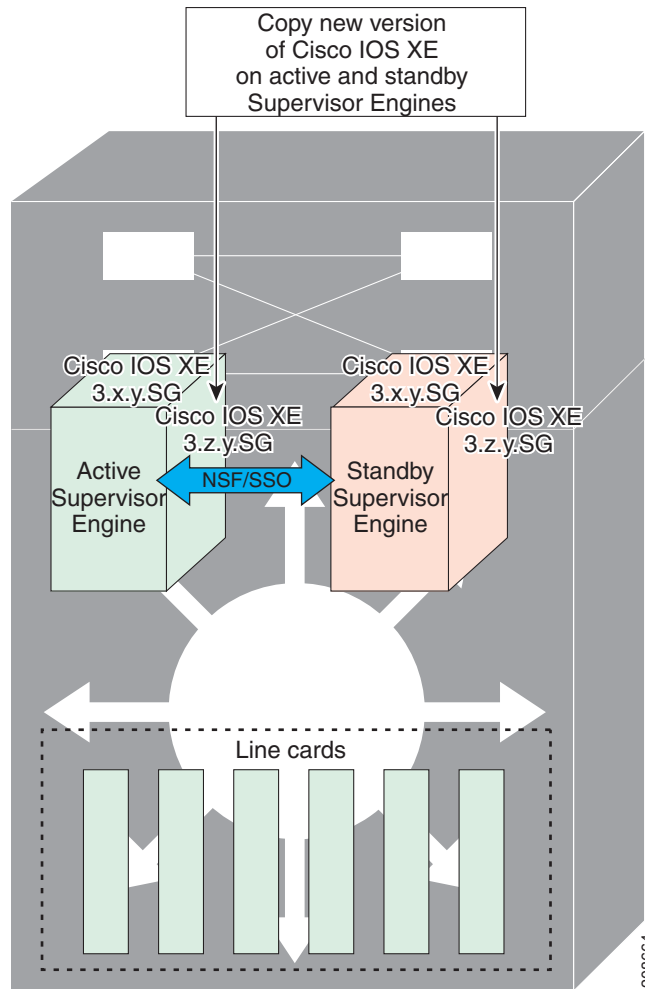 Copy new version
of Cisco IOS XE
on active and standby
Supervisor Engines
Cisco IOS XE
3.x.y.SG
Cisco IOS XE
3.z.y.SG
Cisco IOS XE
3.x.y.SG
Cisco IOS XE
3.z.y.SG
Active
Supervisor
Engine
NSF/SSO
Standby
Supervisor
Engine
Line cards